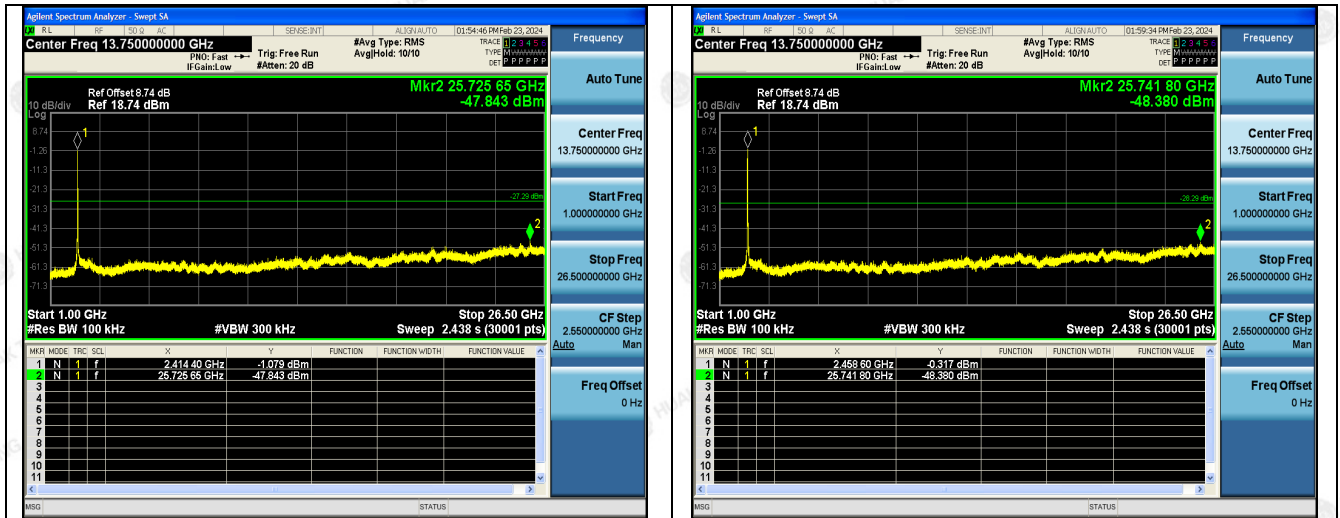 Agilent Spectrum Analyzer - Swept SA
RL RF 50 Ω AC SENSE:INT ALIGNAUTO 01:54:46 PM Feb 23, 2024
Center Freq 13.750000000 GHz
PNO: Fast
IFGain:Low
Trig: Free Run
#Atten: 20 dB
#Avg Type: RMS
Avg|Hold: 10/10
TRACE 1 2 3 4 5 6
TYPE M
DET P P P P P P
Mkr2 25.725 65 GHz
-47.843 dBm
Ref Offset 8.74 dB
Ref 18.74 dBm
10 dB/div
Log
8.74
-1.26
-11.3
-21.3
-31.3
-41.3
-51.3
-61.3
-71.3
1
-27.29 dBm
2
Start 1.00 GHz
Stop 26.50 GHz
#Res BW 100 kHz
#VBW 300 kHz
Sweep 2.438 s (30001 pts)
MKR MODE TRC SCL X Y FUNCTION FUNCTION WIDTH FUNCTION VALUE
1 N 1 f 2.414 40 GHz -1.079 dBm
2 N 1 f 25.725 65 GHz -47.843 dBm
3
4
5
6
7
8
9
10
11
MSG STATUS
Frequency
Auto Tune
Center Freq
13.750000000 GHz
Start Freq
1.000000000 GHz
Stop Freq
26.500000000 GHz
CF Step
2.550000000 GHz
Auto Man
Freq Offset
0 Hz
Agilent Spectrum Analyzer - Swept SA
RL RF 50 Ω AC SENSE:INT ALIGNAUTO 01:59:34 PM Feb 23, 2024
Center Freq 13.750000000 GHz
PNO: Fast
IFGain:Low
Trig: Free Run
#Atten: 20 dB
#Avg Type: RMS
Avg|Hold: 10/10
TRACE 1 2 3 4 5 6
TYPE M
DET P P P P P P
Mkr2 25.741 80 GHz
-48.380 dBm
Ref Offset 8.74 dB
Ref 18.74 dBm
10 dB/div
Log
8.74
-1.26
-11.3
-21.3
-31.3
-41.3
-51.3
-61.3
-71.3
1
-28.29 dBm
2
Start 1.00 GHz
Stop 26.50 GHz
#Res BW 100 kHz
#VBW 300 kHz
Sweep 2.438 s (30001 pts)
MKR MODE TRC SCL X Y FUNCTION FUNCTION WIDTH FUNCTION VALUE
1 N 1 f 2.458 60 GHz -0.317 dBm
2 N 1 f 25.741 80 GHz -48.380 dBm
3
4
5
6
7
8
9
10
11
MSG STATUS
Frequency
Auto Tune
Center Freq
13.750000000 GHz
Start Freq
1.000000000 GHz
Stop Freq
26.500000000 GHz
CF Step
2.550000000 GHz
Auto Man
Freq Offset
0 Hz